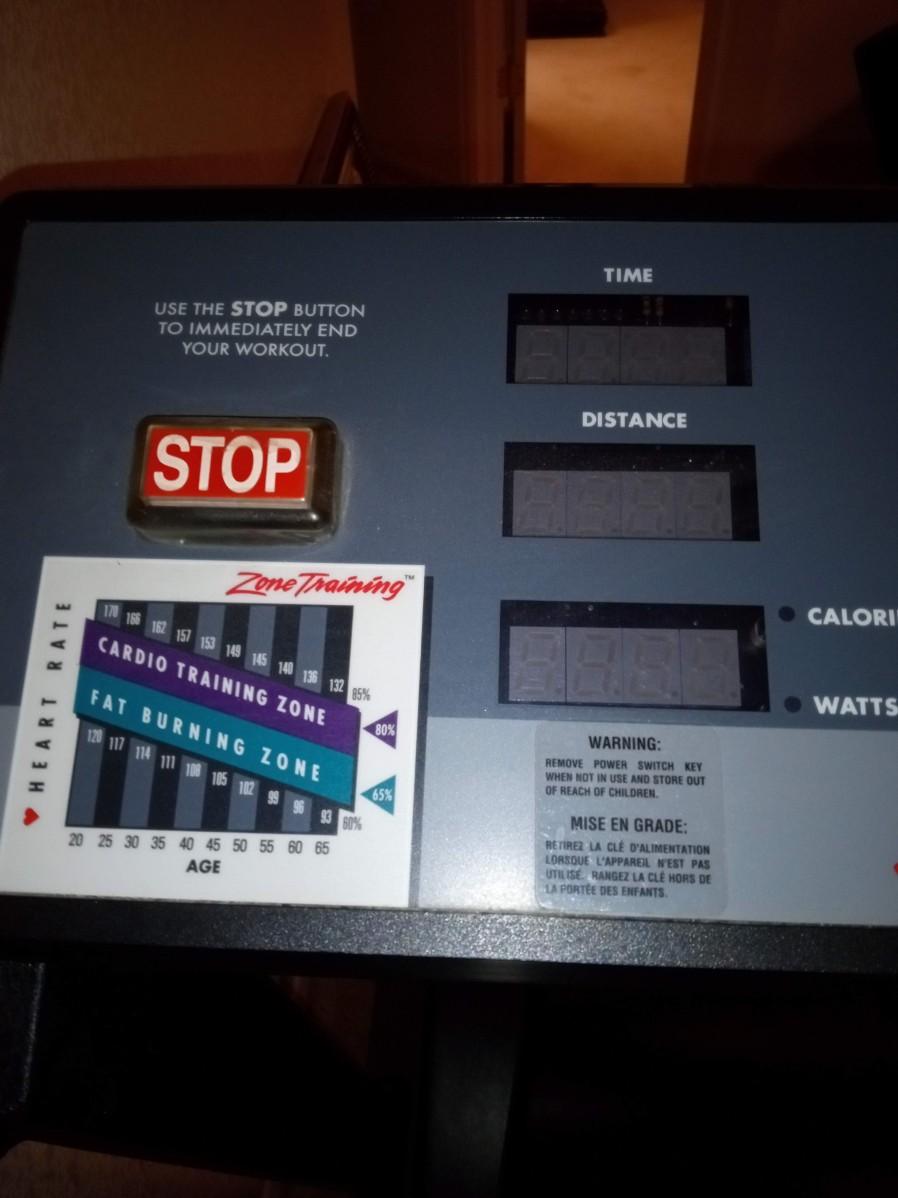 USE THE STOP BUTTON
TO IMMEDIATELY END
YOUR WORKOUT.
STOP
TIME
DISTANCE
CALORI
WATTS
Zone Training™
HEART RATE
170 166 162 157 153 149 145 140 136 132 85%
CARDIO TRAINING ZONE
80%
FAT BURNING ZONE
65%
120 117 114 111 108 105 102 99 96 93 60%
20 25 30 35 40 45 50 55 60 65
AGE
WARNING:
REMOVE POWER SWITCH KEY
WHEN NOT IN USE AND STORE OUT
OF REACH OF CHILDREN.
MISE EN GRADE:
RETIREZ LA CLÉ D'ALIMENTATION
LORSQUE L'APPAREIL N'EST PAS
UTILISÉ. RANGEZ LA CLÉ HORS DE
LA PORTÉE DES ENFANTS.